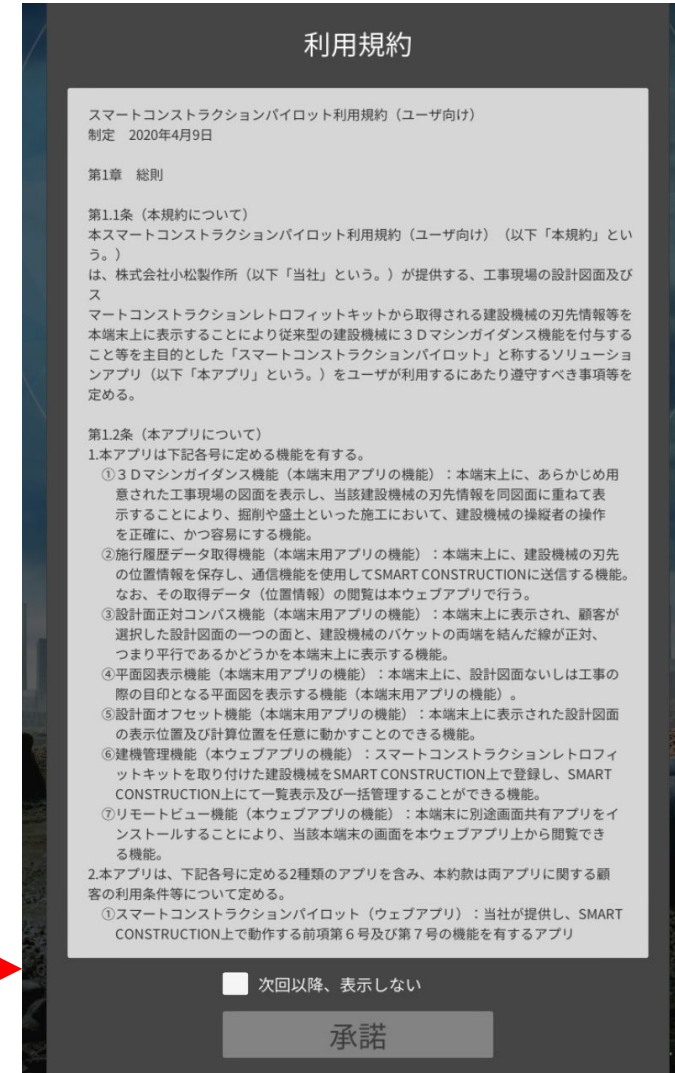 利用規約
スマートコンストラクションパイロット利用規約（ユーザ向け）
制定　2020年4月9日
第1章　総則
第1.1条（本規約について）
本スマートコンストラクションパイロット利用規約（ユーザ向け）（以下「本規約」とい
う。）
は、株式会社小松製作所（以下「当社」という。）が提供する、工事現場の設計図面及び
ス
マートコンストラクションレトロフィットキットから取得される建設機械の刃先情報等を
本端末上に表示することにより従来型の建設機械に３Ｄマシンガイダンス機能を付与する
こと等を主目的とした「スマートコンストラクションパイロット」と称するソリューショ
ンアプリ（以下「本アプリ」という。）をユーザが利用するにあたり遵守すべき事項等を
定める。
第1.2条（本アプリについて）
1.本アプリは下記各号に定める機能を有する。
①３Ｄマシンガイダンス機能（本端末用アプリの機能）：本端末上に、あらかじめ用
意された工事現場の図面を表示し、当該建設機械の刃先情報を同図面に重ねて表
示することにより、掘削や盛土といった施工において、建設機械の操縦者の操作
を正確に、かつ容易にする機能。
②施行履歴データ取得機能（本端末用アプリの機能）：本端末上に、建設機械の刃先
の位置情報を保存し、通信機能を使用してSMART CONSTRUCTIONに送信する機能。
なお、その取得データ（位置情報）の閲覧は本ウェブアプリで行う。
③設計面正対コンパス機能（本端末用アプリの機能）：本端末上に表示され、顧客が
選択した設計図面の一つの面と、建設機械のバケットの両端を結んだ線が正対、
つまり平行であるかどうかを本端末上に表示する機能。
④平面図表示機能（本端末用アプリの機能）：本端末上に、設計図面ないしは工事の
際の目印となる平面図を表示する機能（本端末用アプリの機能）。
⑤設計面オフセット機能（本端末用アプリの機能）：本端末上に表示された設計図面
の表示位置及び計算位置を任意に動かすことのできる機能。
⑥建機管理機能（本ウェブアプリの機能）：スマートコンストラクションレトロフィ
ットキットを取り付けた建設機械をSMART CONSTRUCTION上で登録し、SMART
CONSTRUCTION上にて一覧表示及び一括管理することができる機能。
⑦リモートビュー機能（本ウェブアプリの機能）：本端末に別途画面共有アプリをイ
ンストールすることにより、当該本端末の画面を本ウェブアプリ上から閲覧でき
る機能。
2.本アプリは、下記各号に定める2種類のアプリを含み、本約款は両アプリに関する顧
客の利用条件等について定める。
①スマートコンストラクションパイロット（ウェブアプリ）：当社が提供し、SMART
CONSTRUCTION上で動作する前項第６号及び第７号の機能を有するアプリ
次回以降、表示しない
承諾